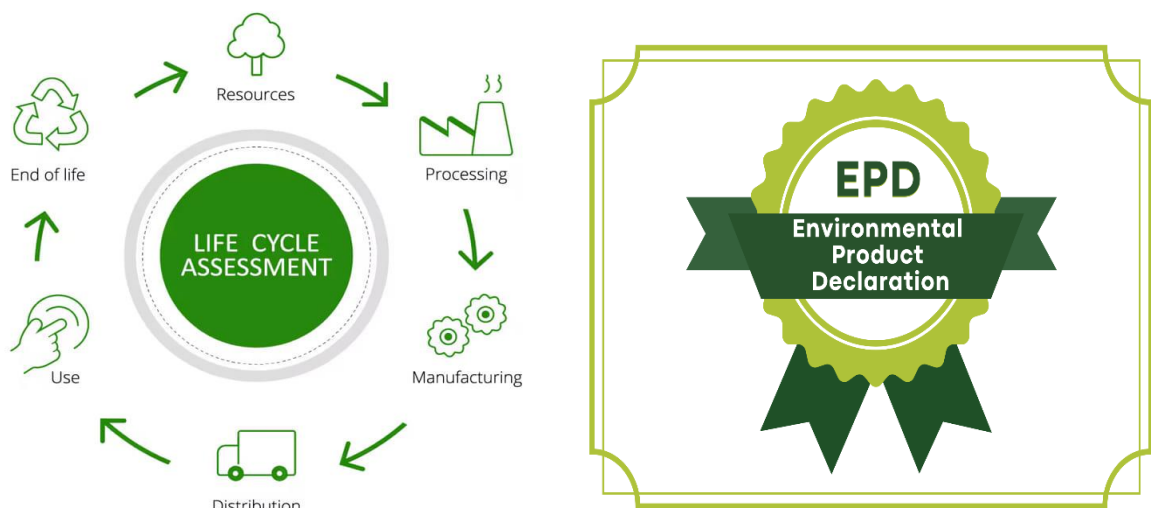 Resources
Processing
Manufacturing
Distribution
Use
End of life
LIFE CYCLE
ASSESSMENT
EPD
Environmental
Product
Declaration